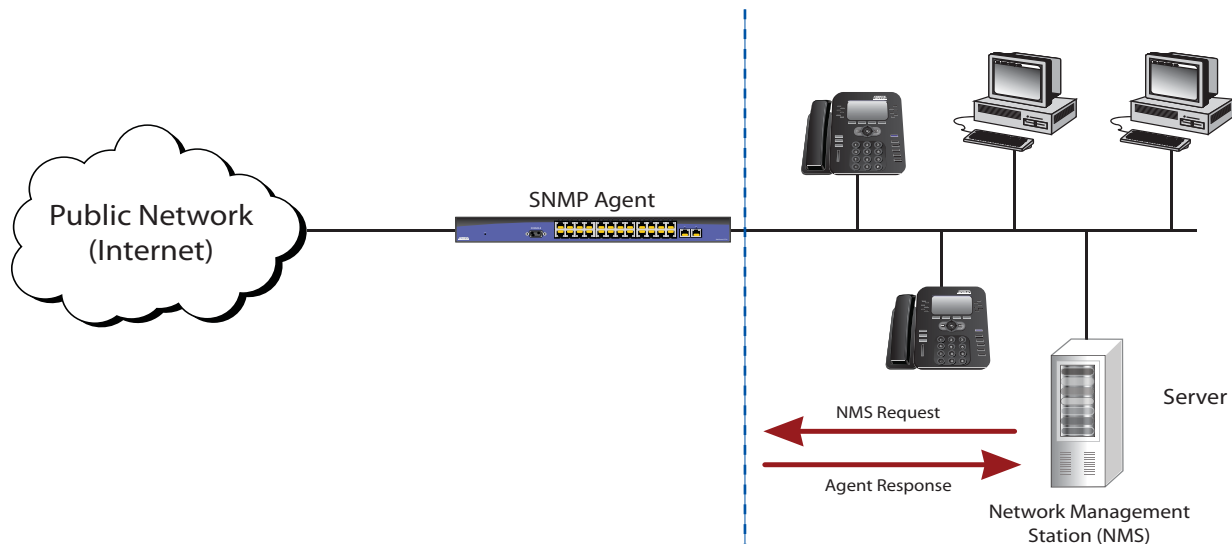 Public Network
(Internet)
SNMP Agent
NMS Request
Agent Response
Server
Network Management
Station (NMS)